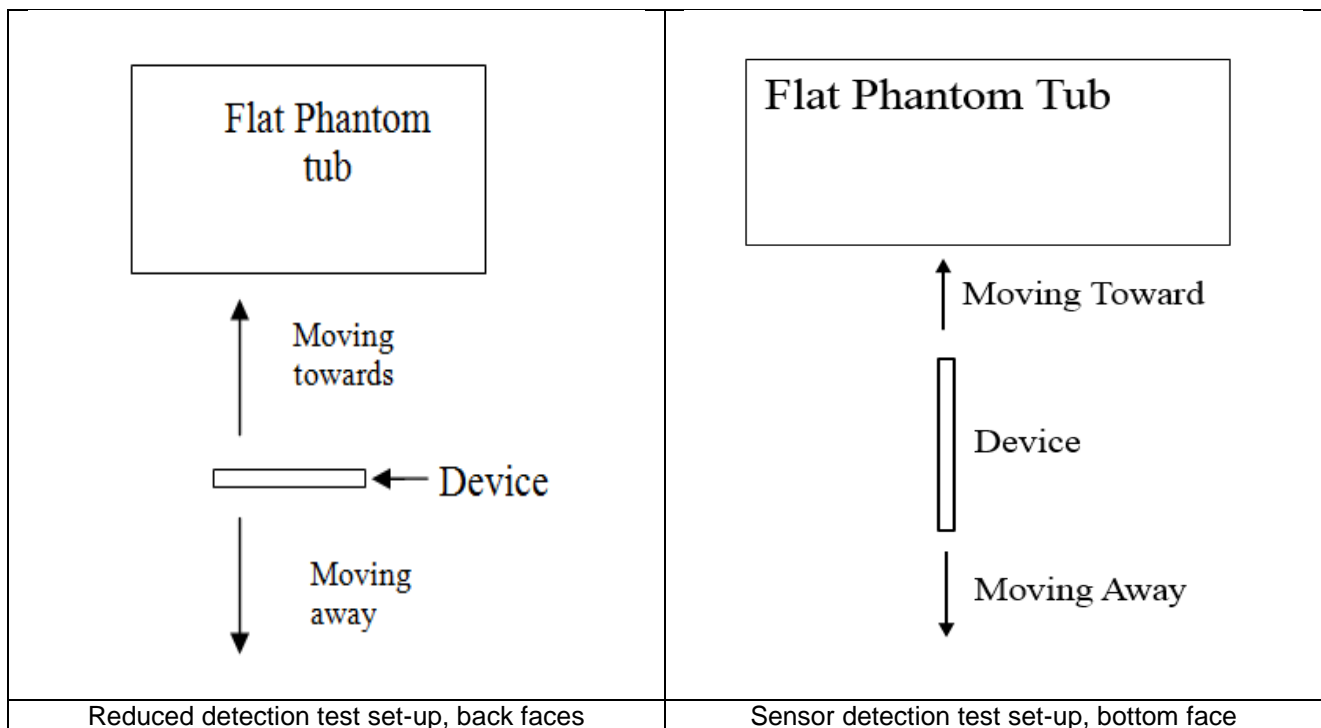 Flat Phantom
tub
Moving
towards
Device
Moving
away
Reduced detection test set-up, back faces
Flat Phantom Tub
Moving Toward
Device
Moving Away
Sensor detection test set-up, bottom face